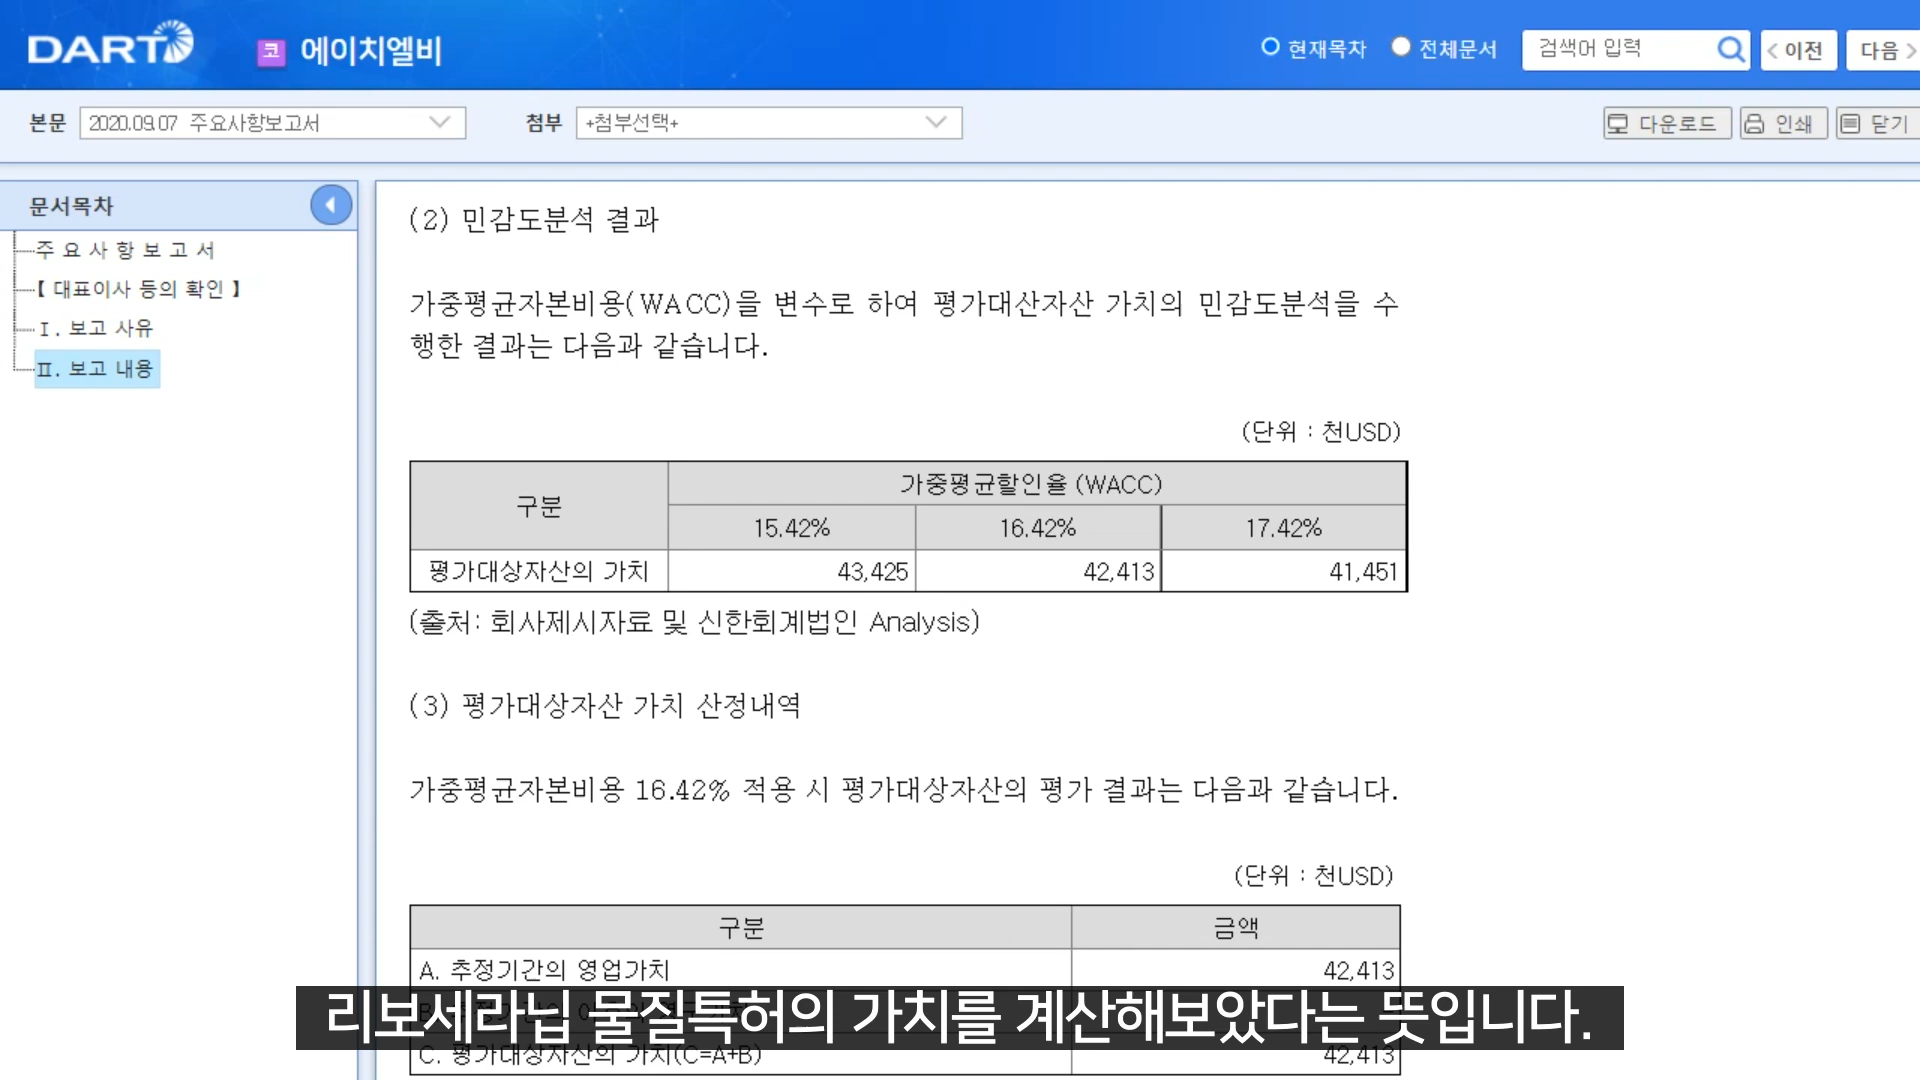 DART 코 에이치엘비 현재목차 전체문서 검색어 입력 < 이전 다음 >
본문 2020.09.07 주요사항보고서 첨부 +첨부선택+ 다운로드 인쇄 닫기
문서목차
주 요 사 항 보 고 서
【 대표이사 등의 확인 】
I. 보고 사유
II. 보고 내용
(2) 민감도분석 결과
가중평균자본비용(WACC)을 변수로 하여 평가대산자산 가치의 민감도분석을 수
행한 결과는 다음과 같습니다.
(단위 : 천USD)
구분 가중평균할인율 (WACC)
15.42% 16.42% 17.42%
평가대상자산의 가치 43,425 42,413 41,451
(출처: 회사제시자료 및 신한회계법인 Analysis)
(3) 평가대상자산 가치 산정내역
가중평균자본비용 16.42% 적용 시 평가대상자산의 평가 결과는 다음과 같습니다.
(단위 : 천USD)
구분 금액
A. 추정기간의 영업가치 42,413
리보세라닙 물질특허의 가치를 계산해보았다는 뜻입니다.
C. 평가대상자산의 가치(C=A+B) 42,413